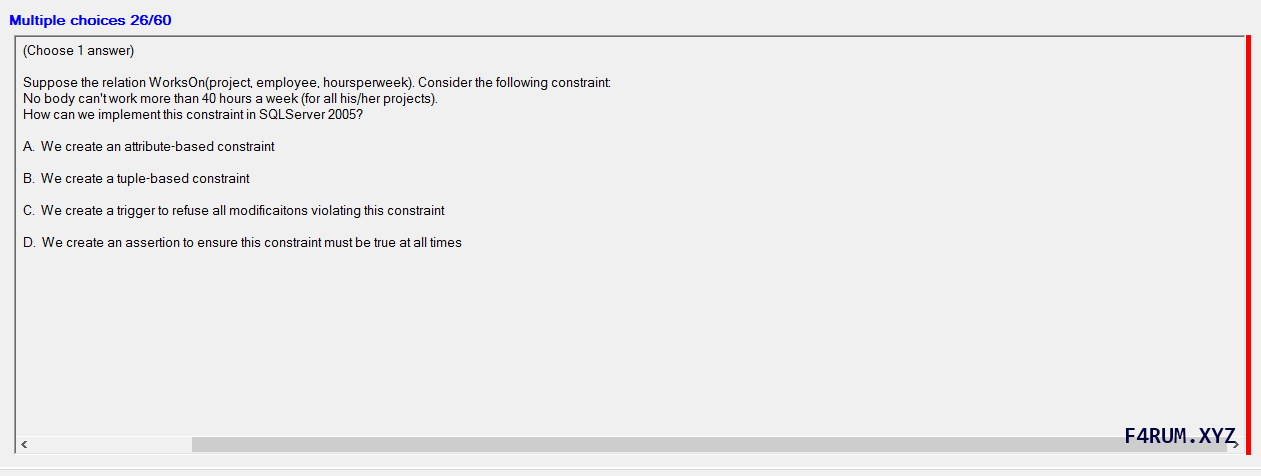 Multiple choices 26/60
(Choose 1 answer)
Suppose the relation WorksOn(project, employee, hoursperweek). Consider the following constraint:
No body can't work more than 40 hours a week (for all his/her projects).
How can we implement this constraint in SQLServer 2005?
A. We create an attribute-based constraint
B. We create a tuple-based constraint
C. We create a trigger to refuse all modificaitons violating this constraint
D. We create an assertion to ensure this constraint must be true at all times
F4RUM.XYZ